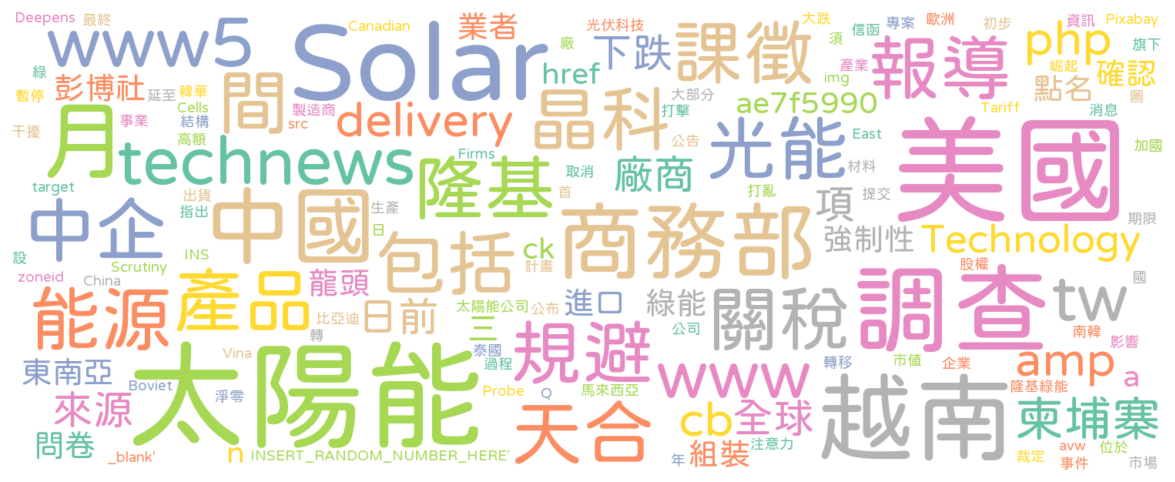 Deepens
最終
Canadian
光伏科技
大跌
信函
專案
歐洲
初步
資訊
Pixabay
www5
Solar
業者
下跌
課徵
須
報導
php
旗下
綠
彭博社
延至
韓華
間
廠
href
產業
img
崛起
確認
暫停
月
事業
Cells
結構
製造商
src
delivery
晶科
大部分
打擊
ae7f5990
點名
Tariff
圖
消息
干擾
高額
technews
Firms
隆基
取消
廠商
公告
光能
East
材料
美國
加國
target
中企
出貨
指出
中國
生產
日
包括
首
商務部
打亂
項
提交
強制性
Technology
期限
設
zoneid
China
Scrutiny
INS
產品
龍頭
ck
計畫
進口
綠能
股權
國
能源
比亞迪
日前
太陽能公司
公布
三
公司
關稅
調查
tw
南韓
影響
東南亞
Boviet
太陽能
轉
Vina
泰國
過程
規避
www
轉移
市值
企業
amp
a
淨零
來源
Probe
Q
馬來西亞
隆基綠能
問卷
_blank'
n
INSERT_RANDOM_NUMBER_HERE'
天合
cb
全球
越南
柬埔寨
年
組裝
注意力
裁定
avw
事件
位於
市場